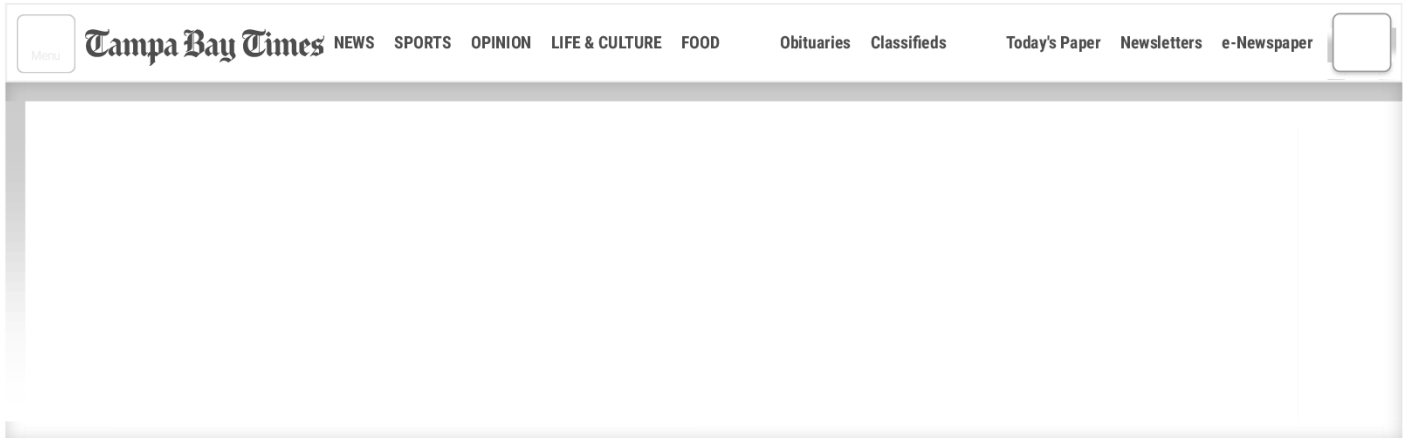 Menu
Tampa Bay Times NEWS SPORTS OPINION LIFE & CULTURE FOOD Obituaries Classifieds Today's Paper Newsletters e-Newspaper